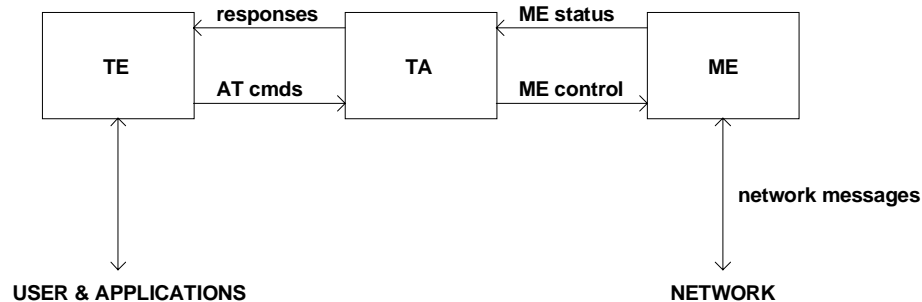 responses
ME status
TE
TA
ME
AT cmds
ME control
network messages
USER & APPLICATIONS
NETWORK